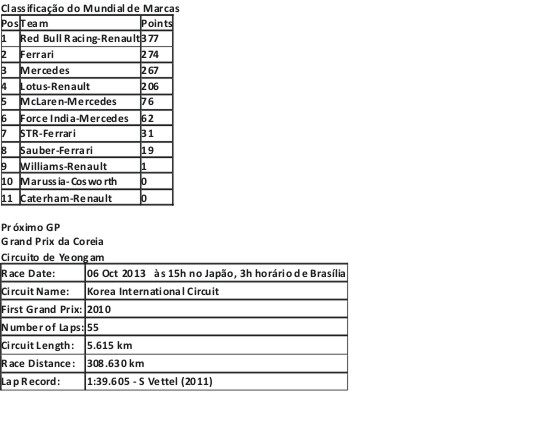 Classificação do Mundial de Marcas
Pos Team Points
1 Red Bull Racing-Renault 377
2 Ferrari 274
3 Mercedes 267
4 Lotus-Renault 206
5 McLaren-Mercedes 76
6 Force India-Mercedes 62
7 STR-Ferrari 31
8 Sauber-Ferrari 19
9 Williams-Renault 1
10 Marussia-Cosworth 0
11 Caterham-Renault 0
Próximo GP
Grand Prix da Coreia
Circuito de Yeongam
Race Date: 06 Oct 2013 às 15h no Japão, 3h horário de Brasília
Circuit Name: Korea International Circuit
First Grand Prix: 2010
Number of Laps: 55
Circuit Length: 5.615 km
Race Distance: 308.630 km
Lap Record: 1:39.605 - S Vettel (2011)